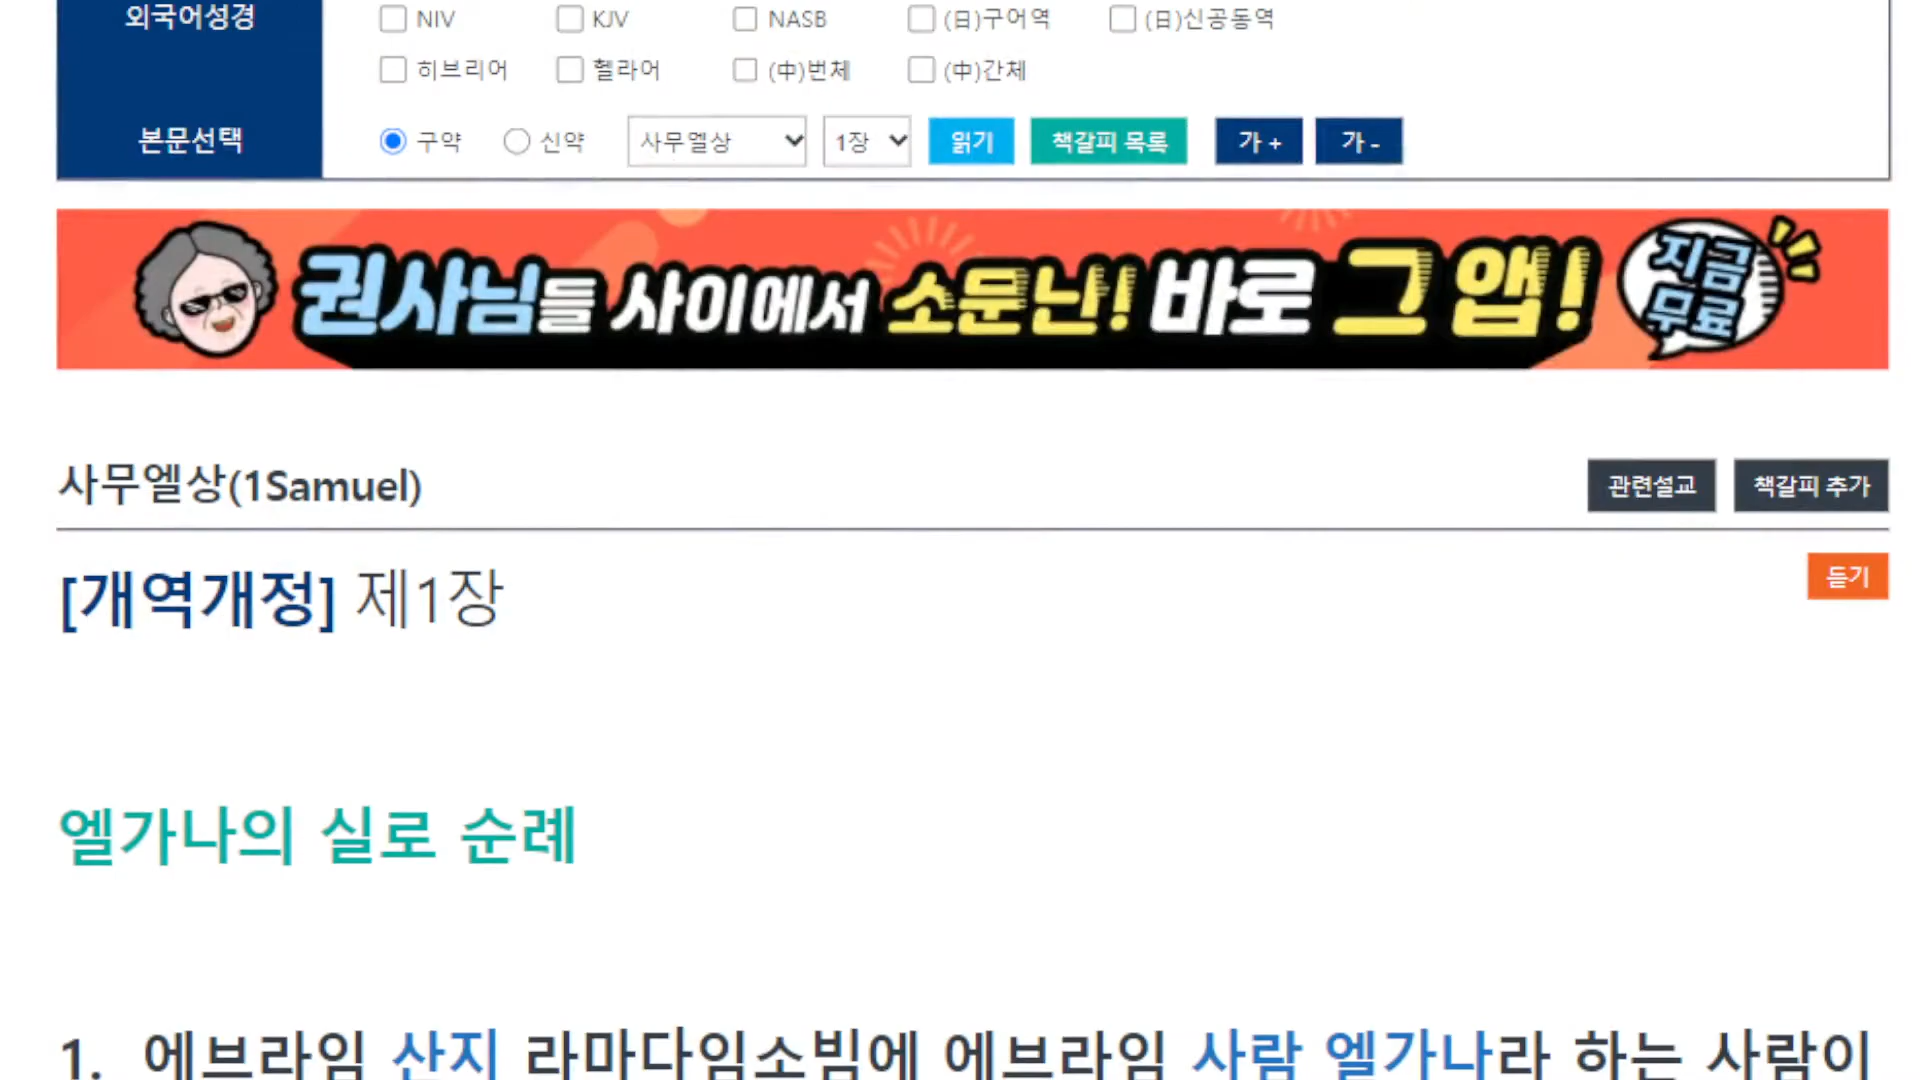 외국어성경 NIV KJV NASB (日)구어역 (日)신공동역
히브리어 헬라어 (中)번체 (中)간체
본문선택 구약 신약 사무엘상 1장 읽기 책갈피 목록 가 + 가 -
권사님들 사이에서 소문난! 바로 그 앱! 지금
무료
사무엘상(1Samuel) 관련설교 책갈피 추가
[개역개정] 제1장 듣기
엘가나의 실로 순례
1. 에브라임 산지 라마다임소빔에 에브라임 사람 엘가나라 하는 사람이